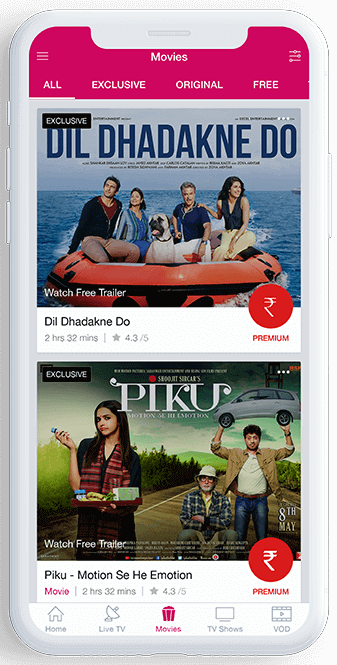 Movies
ALL EXCLUSIVE ORIGINAL FREE
EXCLUSIVE
DIL DHADAKNE DO
Watch Free Trailer
₹
Dil Dhadakne Do
2 hrs 32 mins | ★ 4.3 /5
PREMIUM
EXCLUSIVE
SHOOJIT SIRCAR'S
PIKU
MOTION SE HI EMOTION
8TH
MAY
Watch Free Trailer
₹
Piku - Motion Se He Emotion
Movie | 2 hrs 32 mins | ★ 4.3 /5
PREMIUM
Home Live TV Movies TV Shows VOD